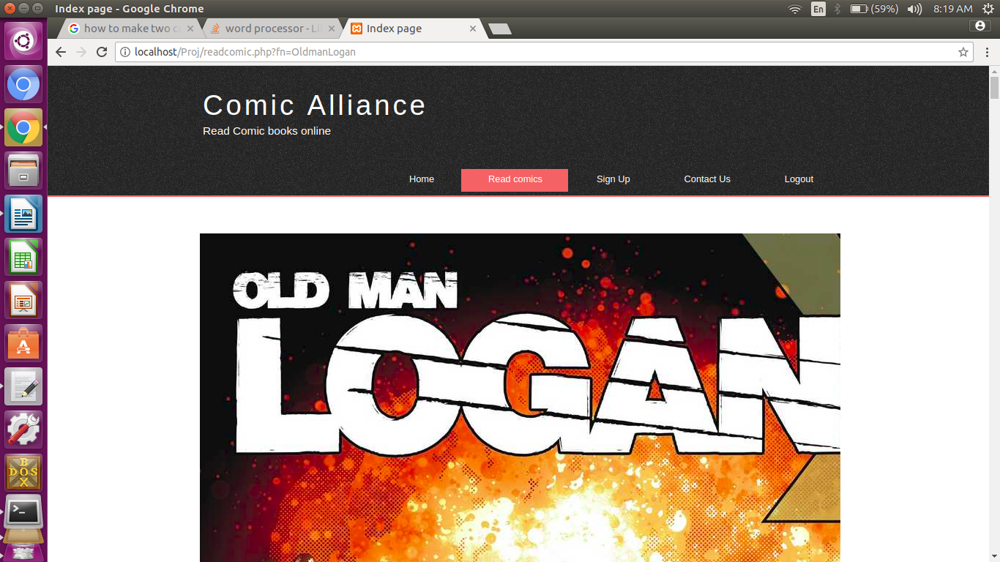 Index page - Google Chrome
En
(59%)
8:19 AM
how to make two c
word processor - Li
Index page
localhost/Proj/readcomic.php?fn=OldmanLogan
Comic Alliance
Read Comic books online
Home
Read comics
Sign Up
Contact Us
Logout
OLD MAN
LOGAN
B
DOS
X
>_